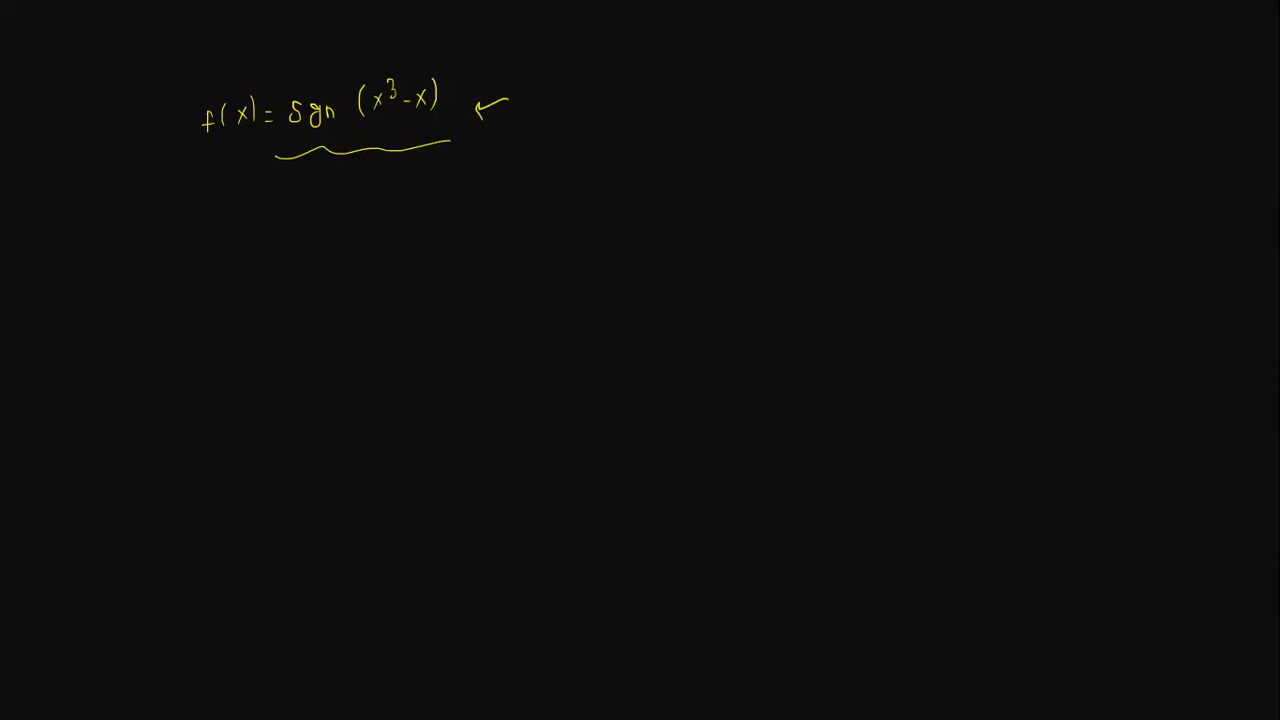 f(x) = sgn (x³-x)